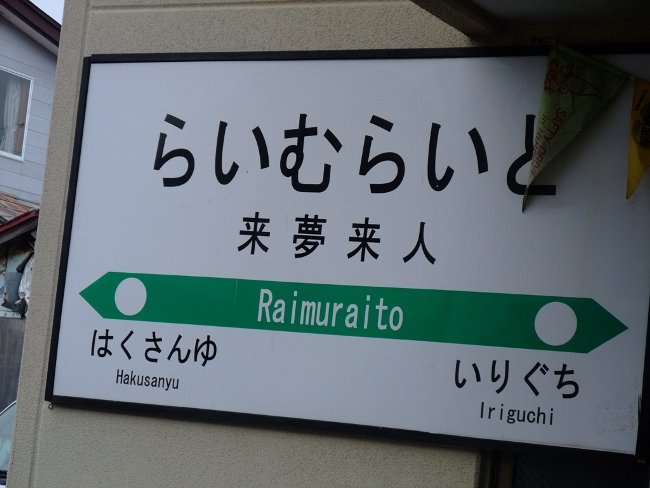 らいむらいと
来夢来人
Raimuraito
はくさんゆ
Hakusanyu
いりぐち
Iriguchi